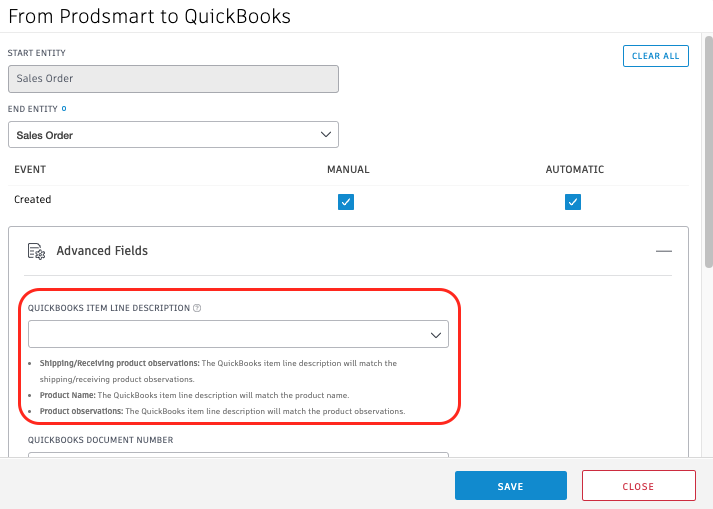 From Prodsmart to QuickBooks
START ENTITY
CLEAR ALL
Sales Order
END ENTITY
Sales Order
EVENT MANUAL AUTOMATIC
Created
Advanced Fields
QUICKBOOKS ITEM LINE DESCRIPTION ?
• Shipping/Receiving product observations: The QuickBooks item line description will match the
shipping/receiving product observations.
• Product Name: The QuickBooks item line description will match the product name.
• Product observations: The QuickBooks item line description will match the product observations.
QUICKBOOKS DOCUMENT NUMBER
SAVE CLOSE